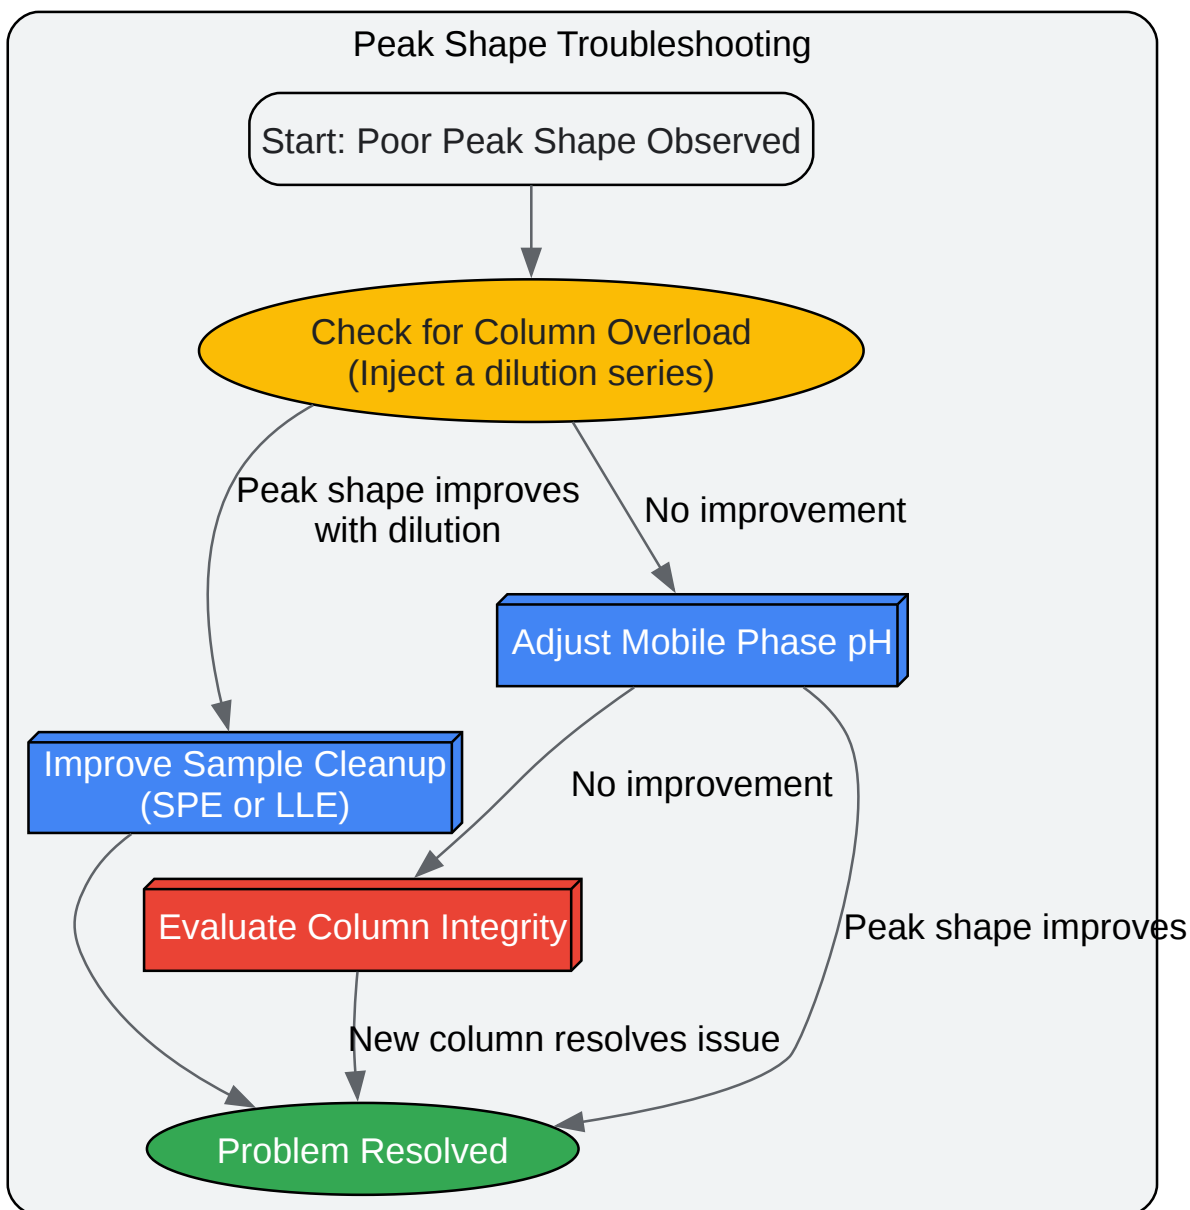 Peak Shape Troubleshooting
Start: Poor Peak Shape Observed
Check for Column Overload
(Inject a dilution series)
Peak shape improves
with dilution
No improvement
Adjust Mobile Phase pH
Improve Sample Cleanup
(SPE or LLE)
No improvement
Evaluate Column Integrity
Peak shape improves
New column resolves issue
Problem Resolved